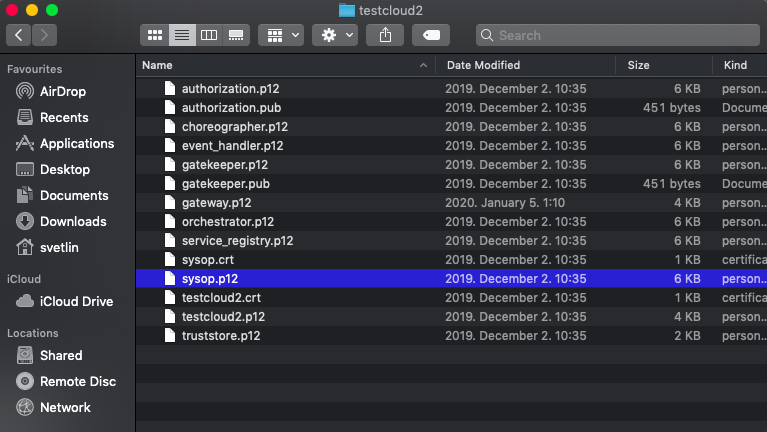 testcloud2
Search
Favourites
AirDrop
Recents
Applications
Desktop
Documents
Downloads
svetlin
iCloud
iCloud Drive
Locations
Shared
Remote Disc
Network
Name Date Modified Size Kind
authorization.p12 2019. December 2. 10:35 6 KB person...
authorization.pub 2019. December 2. 10:35 451 bytes Docume
choreographer.p12 2019. December 2. 10:35 6 KB person...
event_handler.p12 2019. December 2. 10:35 6 KB person...
gatekeeper.p12 2019. December 2. 10:35 6 KB person...
gatekeeper.pub 2019. December 2. 10:35 451 bytes Docume
gateway.p12 2020. January 5. 1:10 4 KB person...
orchestrator.p12 2019. December 2. 10:35 6 KB person...
service_registry.p12 2019. December 2. 10:35 6 KB person...
sysop.crt 2019. December 2. 10:35 1 KB certifica
sysop.p12 2019. December 2. 10:35 6 KB person...
testcloud2.crt 2019. December 2. 10:35 1 KB certifica
testcloud2.p12 2019. December 2. 10:35 4 KB person...
truststore.p12 2019. December 2. 10:35 2 KB person...